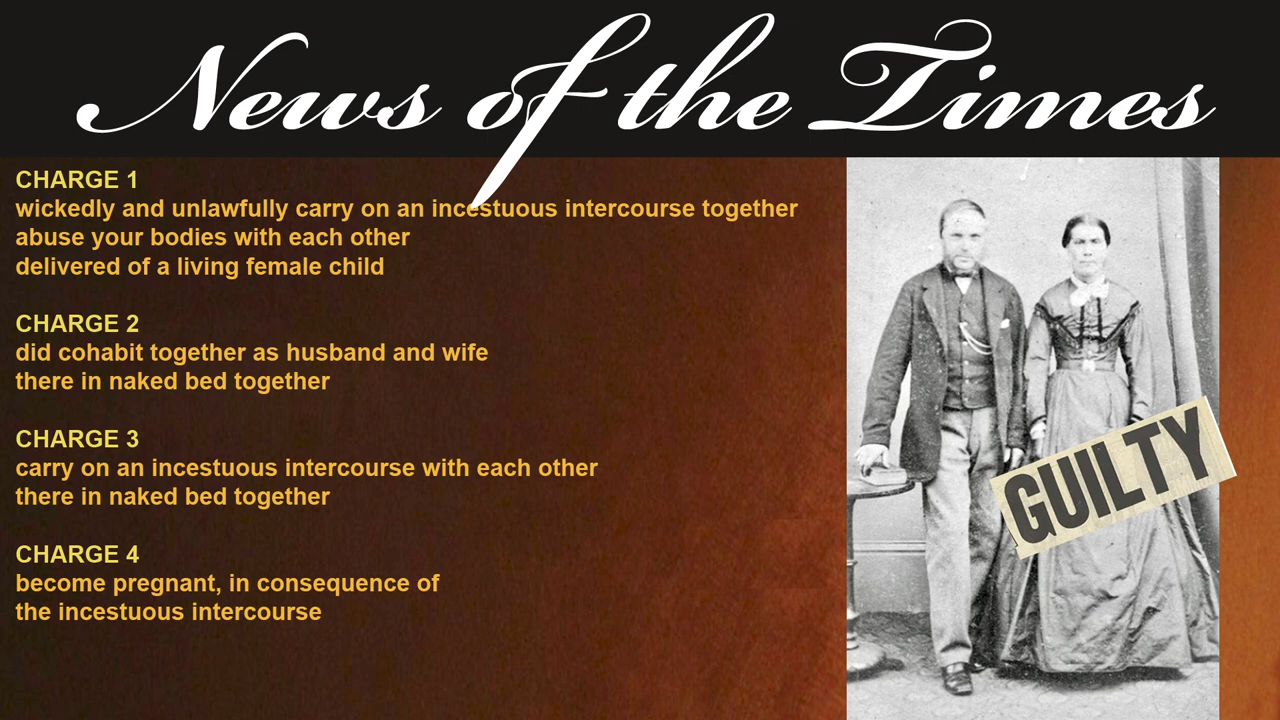 News of the Times
CHARGE 1
wickedly and unlawfully carry on an incestuous intercourse together
abuse your bodies with each other
delivered of a living female child
CHARGE 2
did cohabit together as husband and wife
there in naked bed together
CHARGE 3
carry on an incestuous intercourse with each other
there in naked bed together
CHARGE 4
become pregnant, in consequence of
the incestuous intercourse
GUILTY